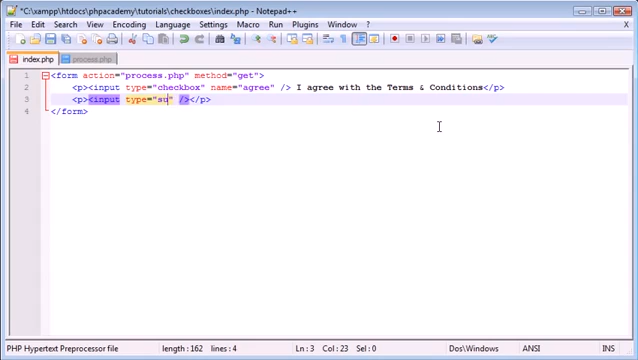 *C:\xampp\htdocs\phpacademy\tutorials\checkboxes\index.php - Notepad++
File Edit Search View Encoding Language Settings Macro Run Plugins Window ?
index.php process.php
1 <form action="process.php" method="get">
2 <p><input type="checkbox" name="agree" /> I agree with the Terms & Conditions</p>
3 <p><input type="su" /></p>
4 </form>
PHP Hypertext Preprocessor file length : 162 lines : 4 Ln : 3 Col : 23 Sel : 0 Dos\Windows ANSI INS